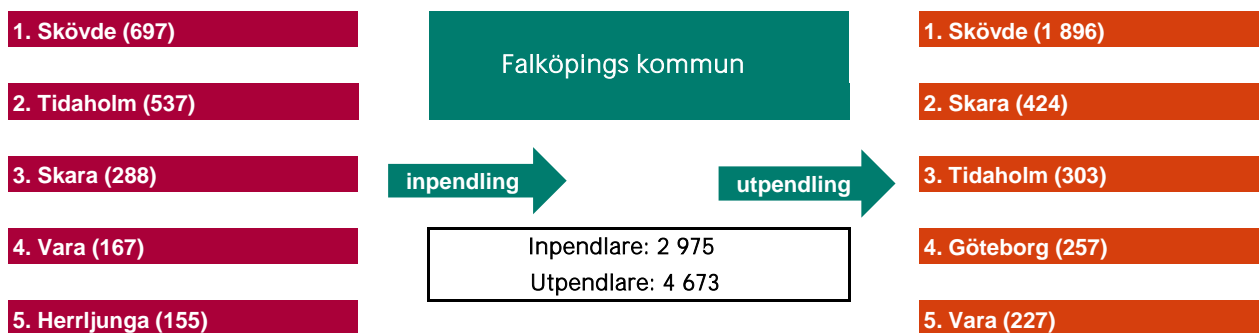 1. Skövde (697)
2. Tidaholm (537)
3. Skara (288)
4. Vara (167)
5. Herrljunga (155)
Falköpings kommun
inpendling
utpendling
Inpendlare: 2 975
Utpendlare: 4 673
1. Skövde (1 896)
2. Skara (424)
3. Tidaholm (303)
4. Göteborg (257)
5. Vara (227)